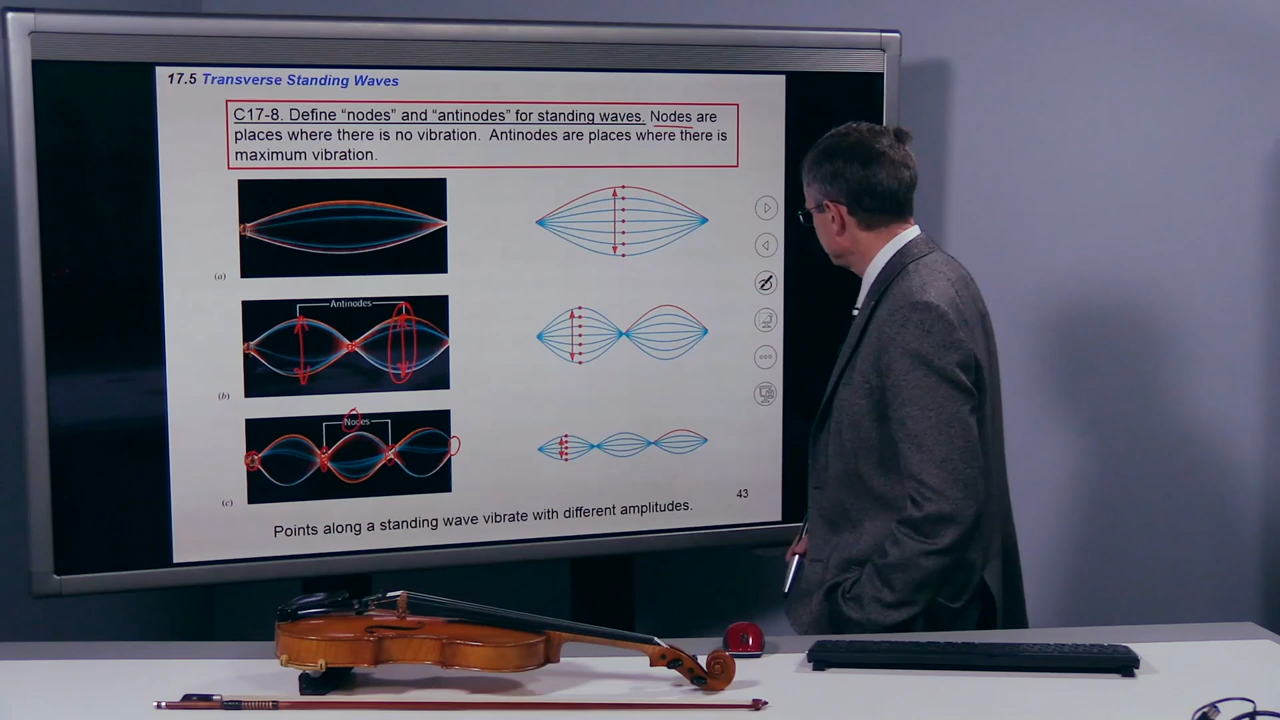 17.5 Transverse Standing Waves
C17-8. Define “nodes” and “antinodes” for standing waves. Nodes are
places where there is no vibration. Antinodes are places where there is
maximum vibration.
(a)
Antinodes
(b)
Nodes
(c)
43
Points along a standing wave vibrate with different amplitudes.